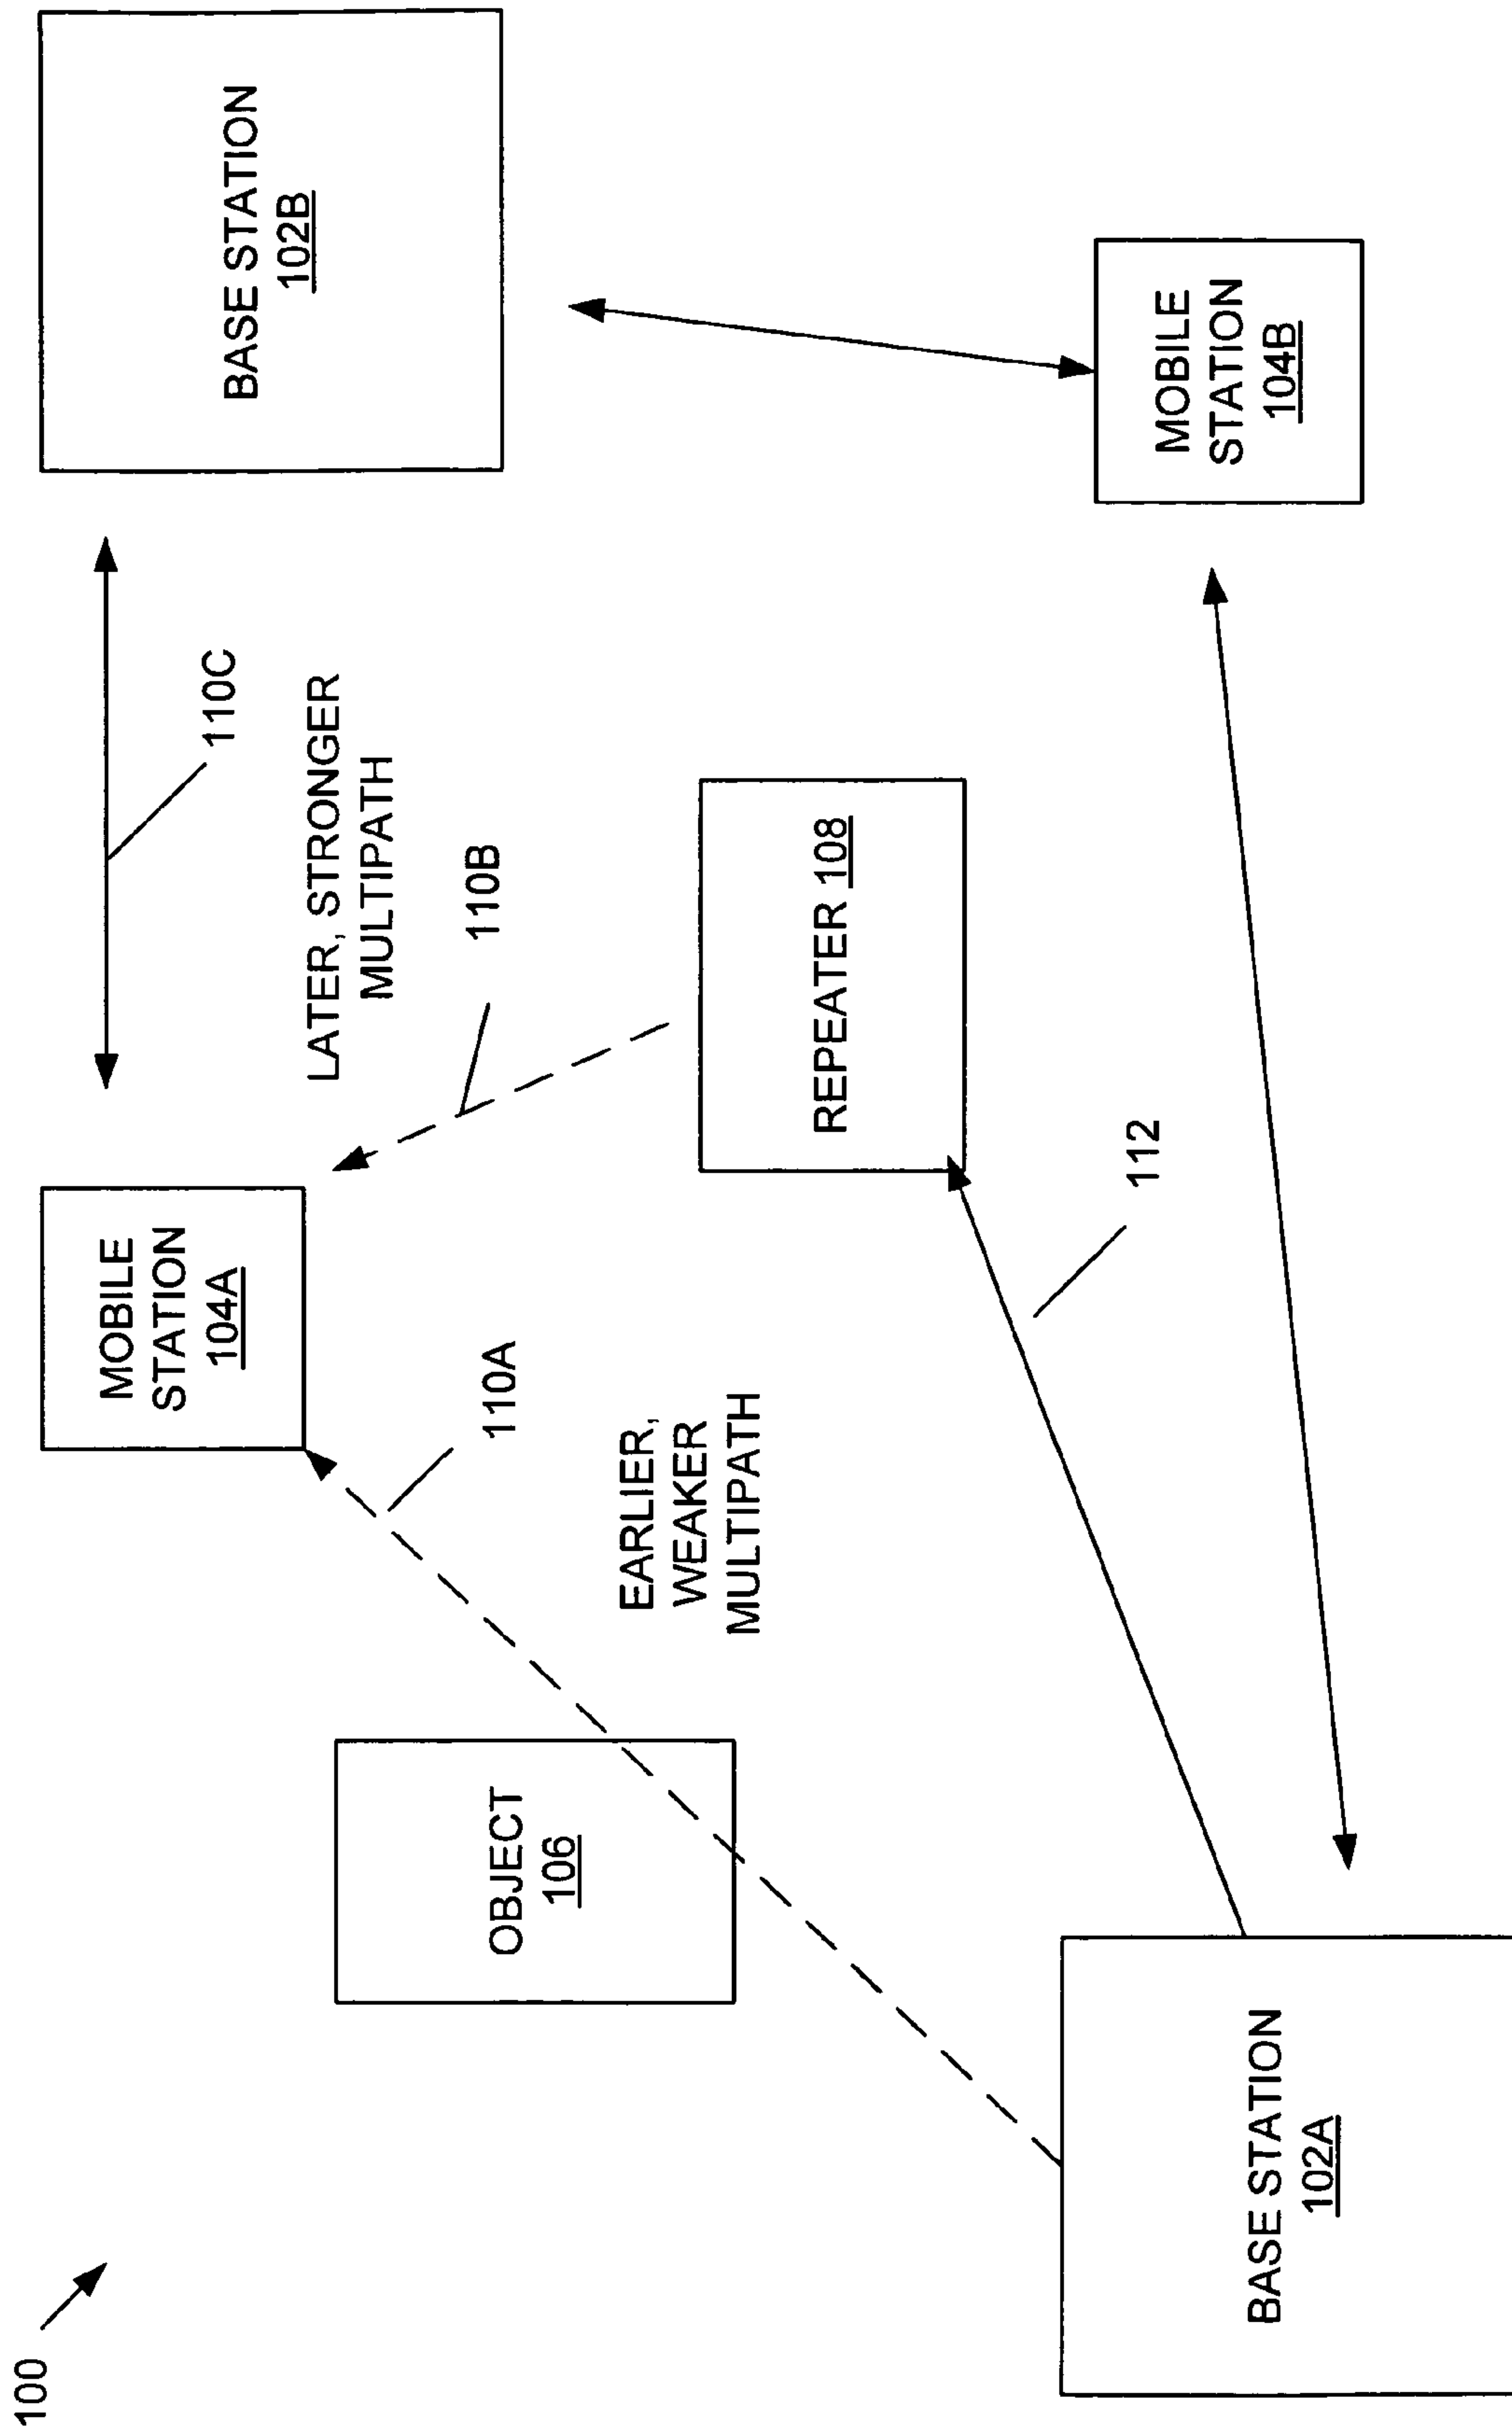 100
MOBILE
STATION
104A
110C
BASE STATION
102B
LATER, STRONGER
MULTIPATH
110B
110A
OBJECT
106
EARLIER,
WEAKER
MULTIPATH
REPEATER 108
112
BASE STATION
102A
MOBILE
STATION
104B